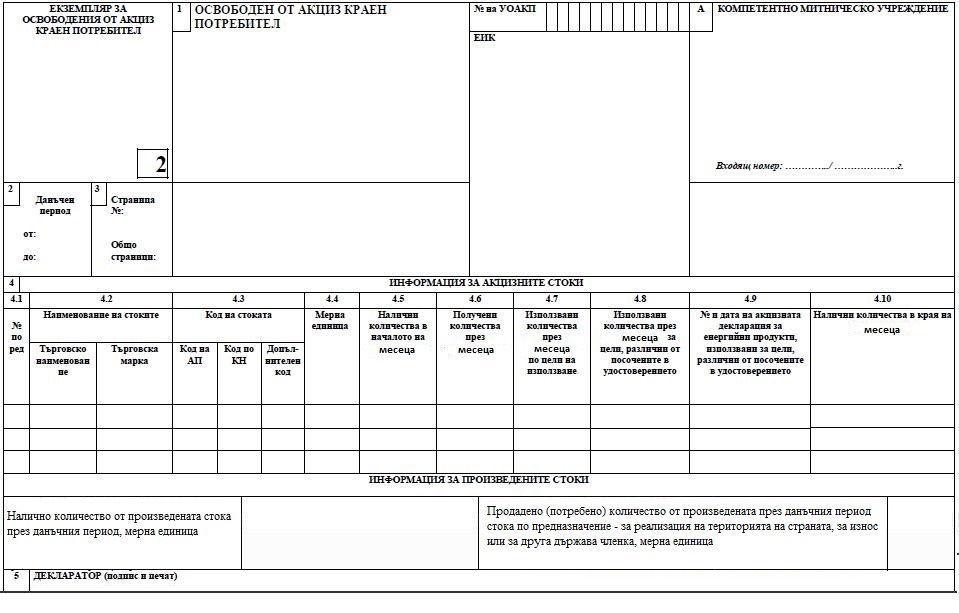 ЕКЗЕМПЛЯР ЗА
ОСВОБОДЕНИЯ ОТ АКЦИЗ
КРАЕН ПОТРЕБИТЕЛ
2
1
ОСВОБОДЕН ОТ АКЦИЗ КРАЕН
ПОТРЕБИТЕЛ
№ на УОАКП
ЕИК
А
КОМПЕТЕНТНО МИТНИЧЕСКО УЧРЕЖДЕНИЕ
Входящ номер: …………../ ………………..г.
2
Данъчен
период
от:
до:
3
Страница
№:
Общо
страници:
4
ИНФОРМАЦИЯ ЗА АКЦИЗНИТЕ СТОКИ
4.1
4.2
4.3
4.4
4.5
4.6
4.7
4.8
4.9
4.10
№
по
ред
Наименование на стоките
Търговско
наименован
ие
Търговска
марка
Код на стоката
Код на
АП
Код по
КН
Допъл-
нителен
код
Мерна
единица
Налични
количества в
началото на
месеца
Получени
количества
през
месеца
Използвани
количества
през
месеца
по цели на
използване
Използвани
количества през
месеца за
цели, различни от
посочените в
удостоверението
№ и дата на акцизната
декларация за
енергийни продукти,
използвани за цели,
различни от посочените
в удостоверението
Налични количества в края на
месеца
ИНФОРМАЦИЯ ЗА ПРОИЗВЕДЕНИТЕ СТОКИ
Налично количество от произведената стока
през данъчния период, мерна единица
Продадено (потребено) количество от произведената през данъчния период
стока по предназначение - за реализация на територията на страната, за износ
или за друга държава членка, мерна единица
5
ДЕКЛАРАТОР (подпис и печат)